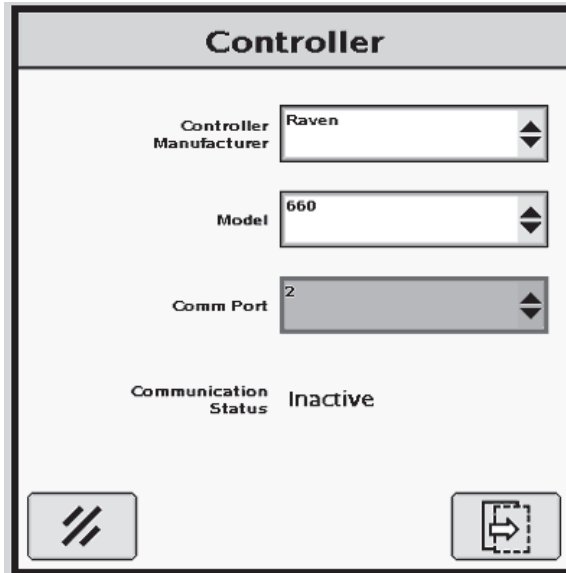 Controller
Controller
Manufacturer
Raven
Model
660
Comm Port
2
Communication
Status
Inactive